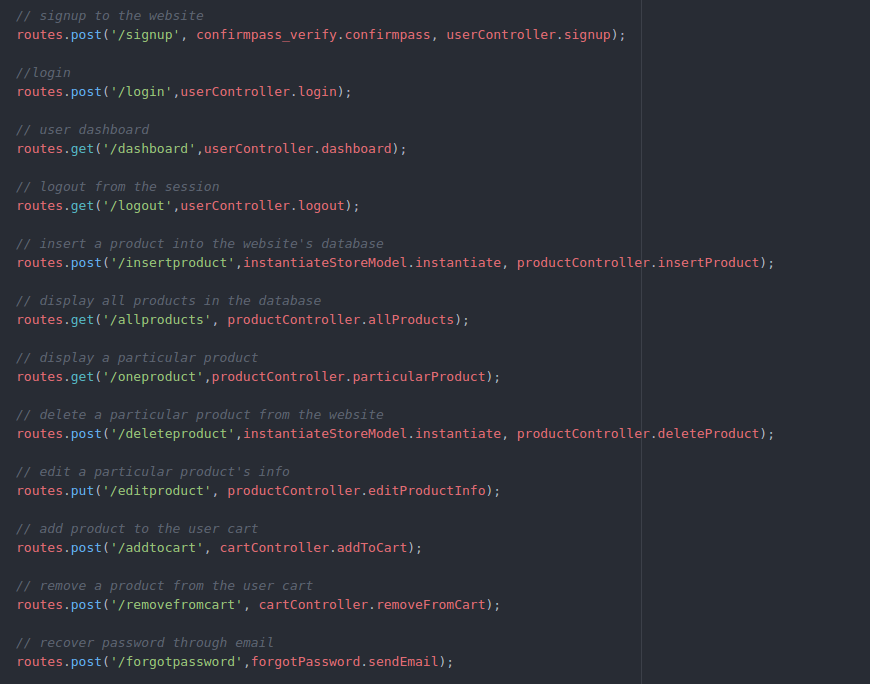 // signup to the website
routes.post('/signup', confirmpass_verify.confirmpass, userController.signup);
//login
routes.post('/login',userController.login);
// user dashboard
routes.get('/dashboard',userController.dashboard);
// logout from the session
routes.get('/logout',userController.logout);
// insert a product into the website's database
routes.post('/insertproduct',instantiateStoreModel.instantiate, productController.insertProduct);
// display all products in the database
routes.get('/allproducts', productController.allProducts);
// display a particular product
routes.get('/oneproduct',productController.particularProduct);
// delete a particular product from the website
routes.post('/deleteproduct',instantiateStoreModel.instantiate, productController.deleteProduct);
// edit a particular product's info
routes.put('/editproduct', productController.editProductInfo);
// add product to the user cart
routes.post('/addtocart', cartController.addToCart);
// remove a product from the user cart
routes.post('/removefromcart', cartController.removeFromCart);
// recover password through email
routes.post('/forgotpassword',forgotPassword.sendEmail);